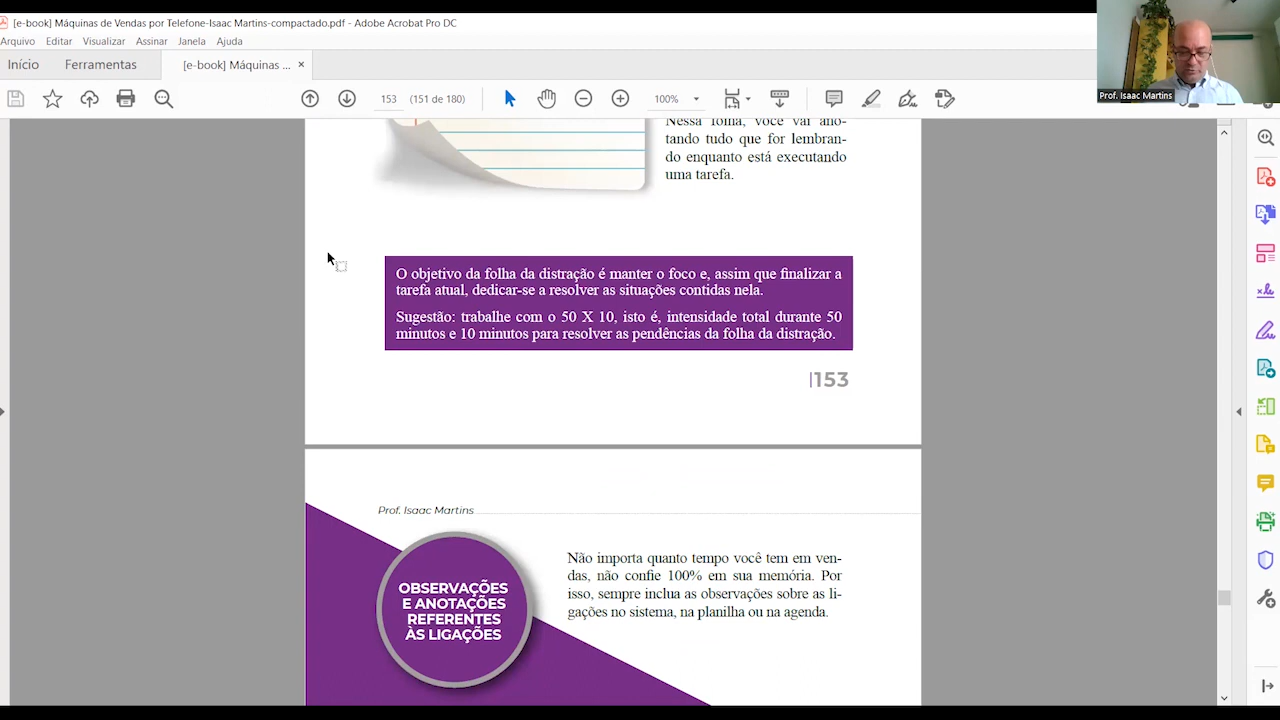 [e-book] Máquinas de Vendas por Telefone-Isaac Martins-compactado.pdf - Adobe Acrobat Pro DC
Arquivo Editar Visualizar Assinar Janela Ajuda
Início Ferramentas [e-book] Máquinas ... ×
153 (151 de 180) 100%
Prof. Isaac Martins
Nessa folha, você vai ano-
tando tudo que for lembran-
do enquanto está executando
uma tarefa.
O objetivo da folha da distração é manter o foco e, assim que finalizar a
tarefa atual, dedicar-se a resolver as situações contidas nela.
Sugestão: trabalhe com o 50 X 10, isto é, intensidade total durante 50
minutos e 10 minutos para resolver as pendências da folha da distração.
|153
Prof. Isaac Martins
OBSERVAÇÕES
E ANOTAÇÕES
REFERENTES
ÀS LIGAÇÕES
Não importa quanto tempo você tem em ven-
das, não confie 100% em sua memória. Por
isso, sempre inclua as observações sobre as li-
gações no sistema, na planilha ou na agenda.